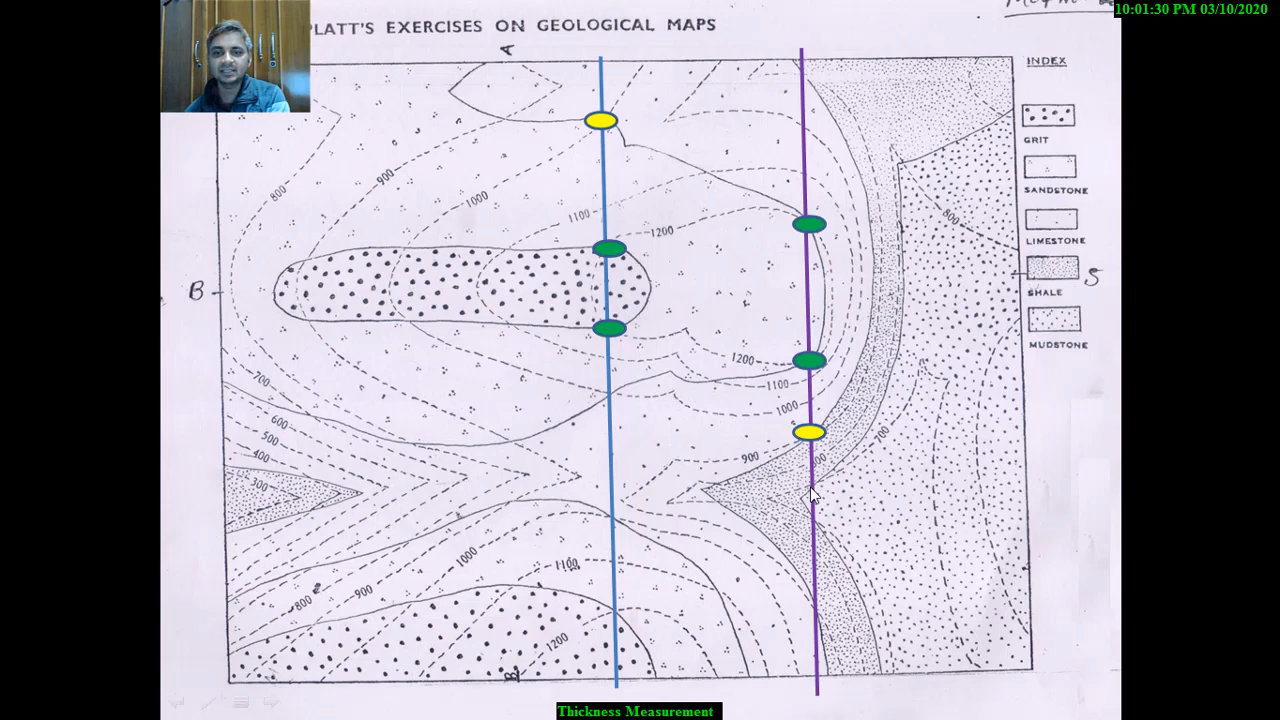 10:01:30 PM 03/10/2020
PLATT'S EXERCISES ON GEOLOGICAL MAPS
A
INDEX
GRIT
SANDSTONE
LIMESTONE
SHALE
MUDSTONE
S
B
800
900
1000
1100
1200
800
1200
1100
1000
900
700
700
600
500
400
300
1000
1100
900
800
1200
B
Thickness Measurement